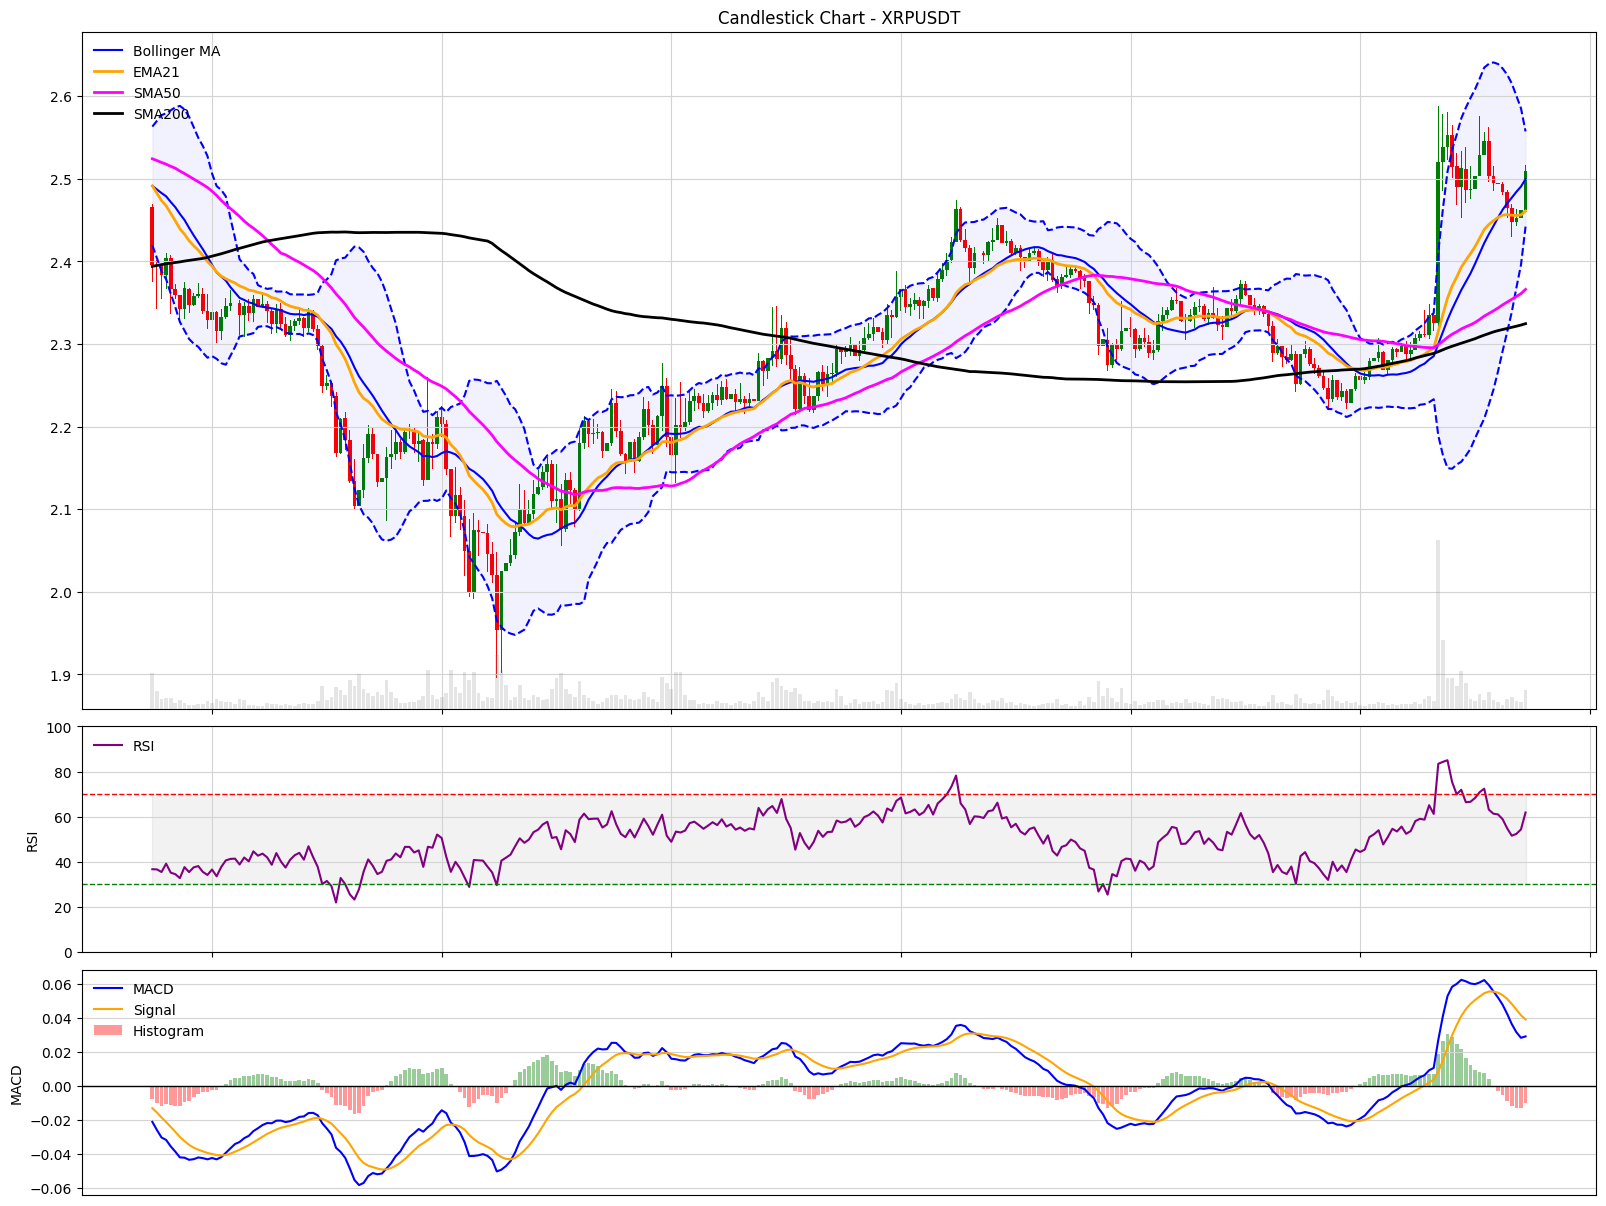 Candlestick Chart - XRPUSDT
Bollinger MA
EMA21
SMA50
SMA200
2.6
2.5
2.4
2.3
2.2
2.1
2.0
1.9
RSI
100
80
60
40
20
0
RSI
MACD
Signal
Histogram
0.06
0.04
0.02
0.00
−0.02
−0.04
−0.06
MACD